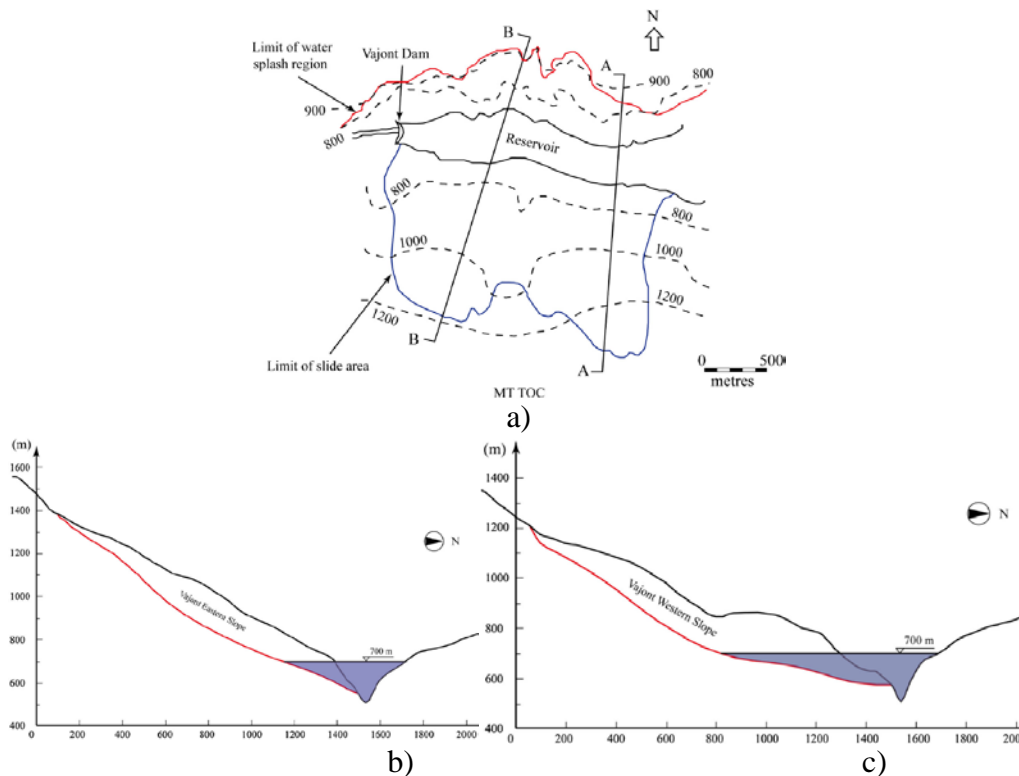 B
N
Limit of water
splash region
Vajont Dam
A
900
800
900
800
Reservoir
800
800
1000
1000
1200
1200
B
Limit of slide area
A
0 500
metres
MT TOC
a)
(m)
1600
1400
1200
1000
800
600
400
0 200 400 600 800 1000 1200 1400 1600 1800 2000
Vajont Eastern Slope
700 m
N
b)
(m)
1400
1200
1000
800
600
400
0 200 400 600 800 1000 1200 1400 1600 1800 2000
Vajont Western Slope
700 m
N
c)